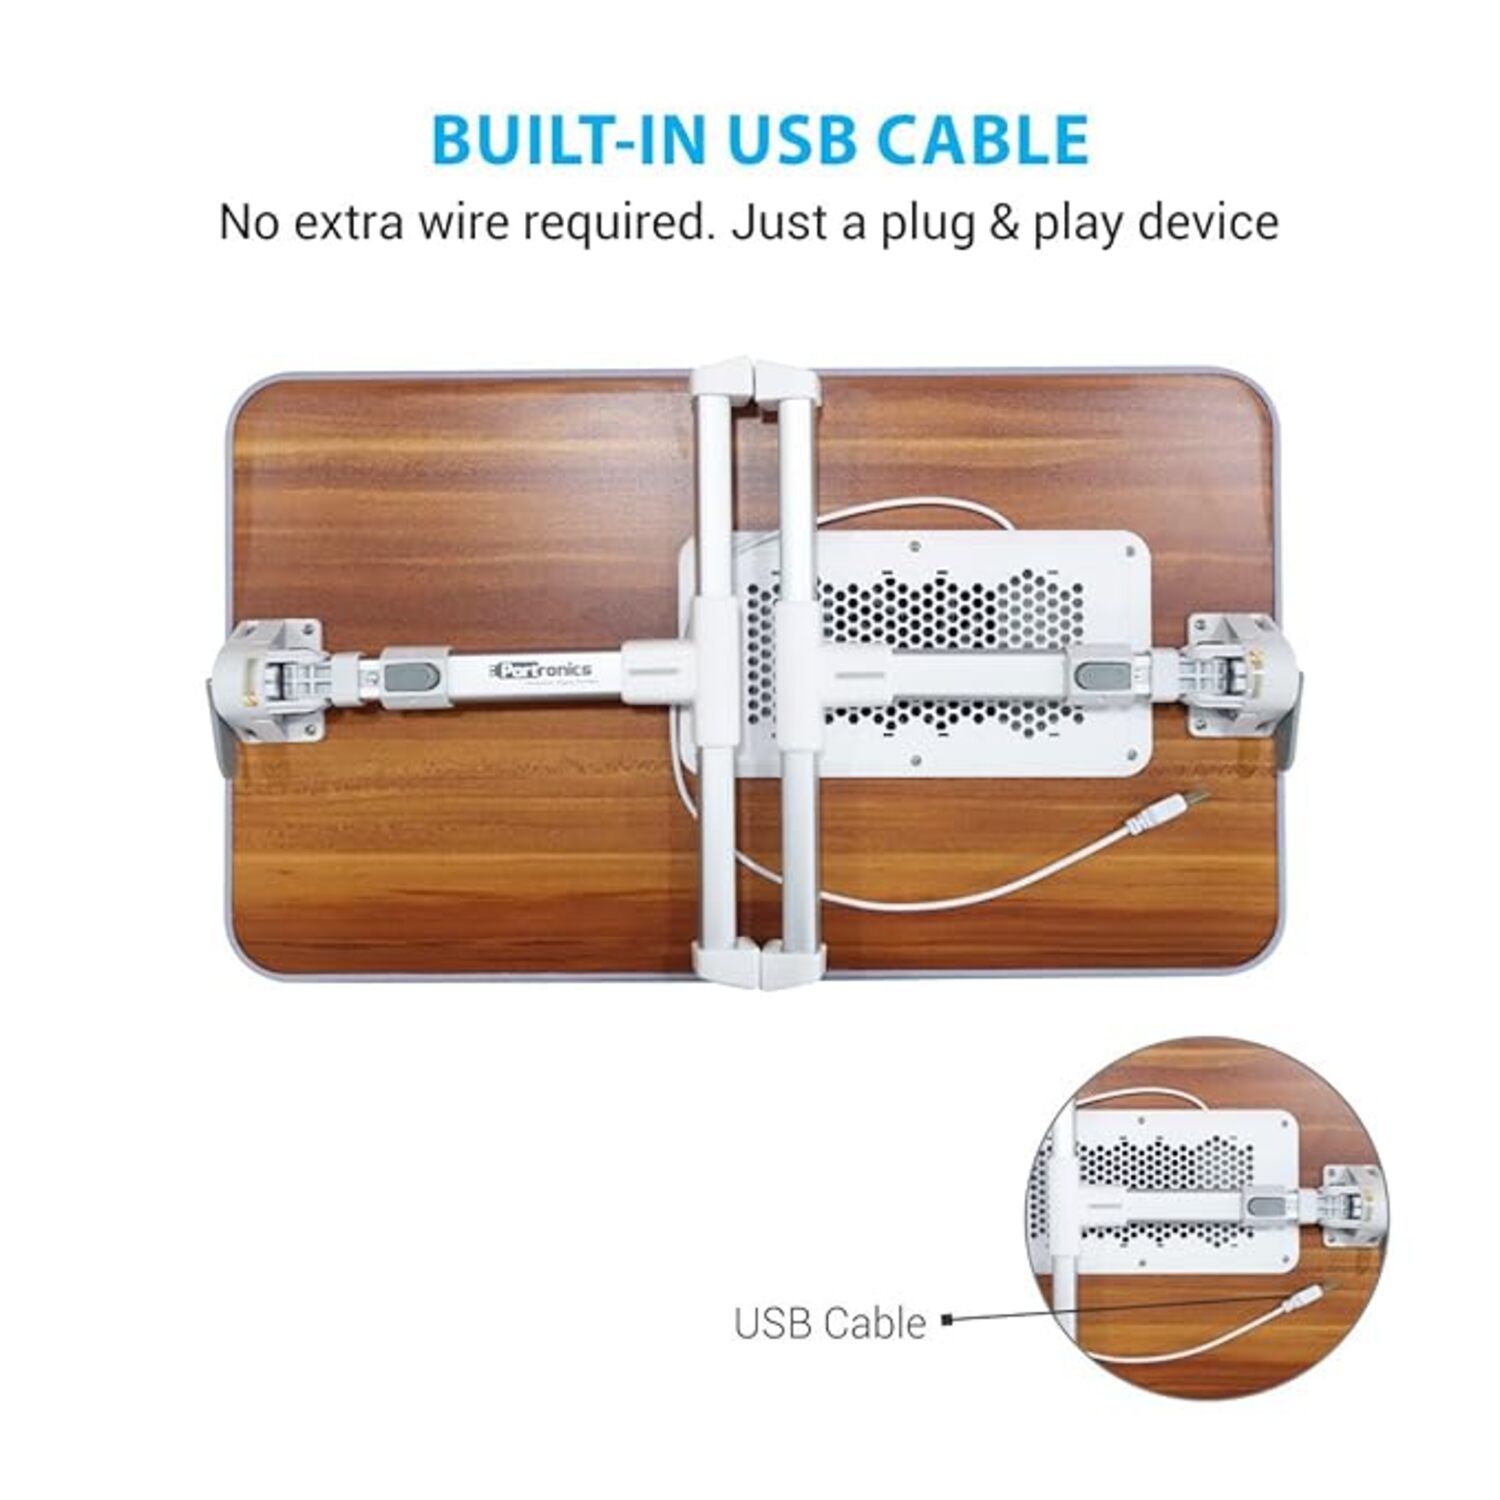 BUILT-IN USB CABLE
No extra wire required. Just a plug & play device
Portronics
USB Cable